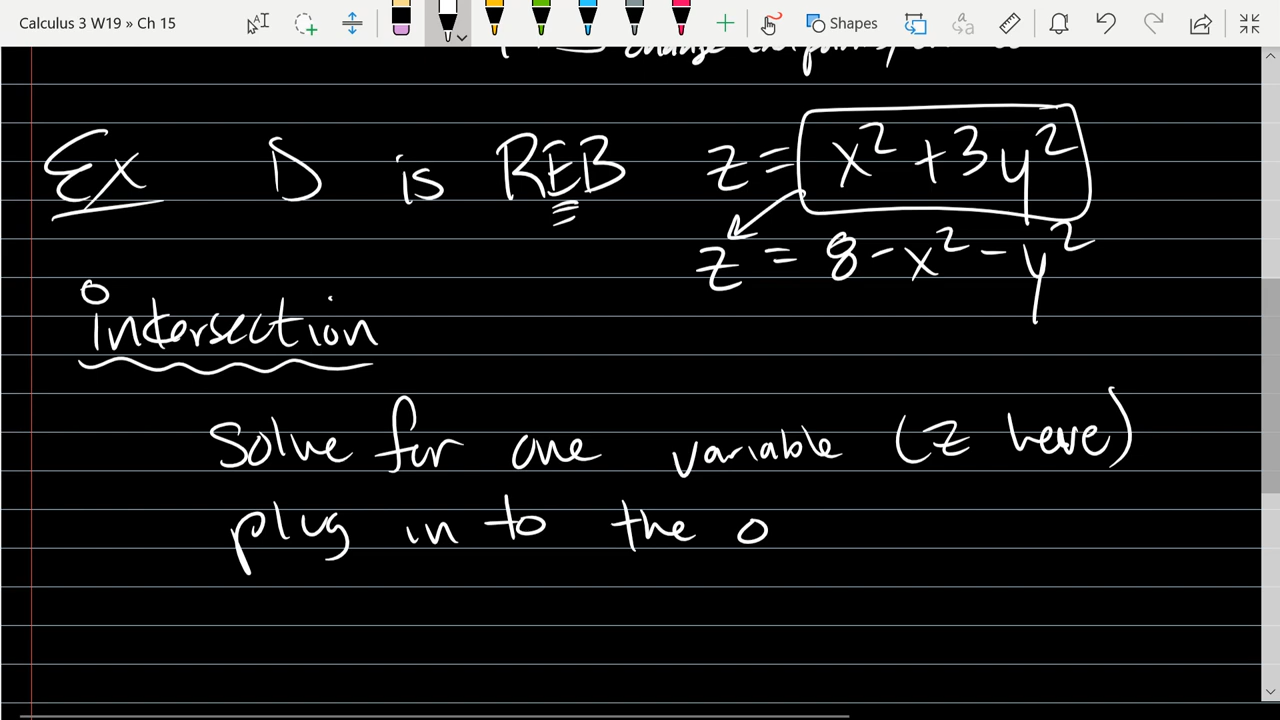 Calculus 3 W19 » Ch 15
Shapes
change
Ex D is REB z = x² + 3y²
z = 8 - x² - y²
intersection
Solve for one variable (z here)
plug in to the o